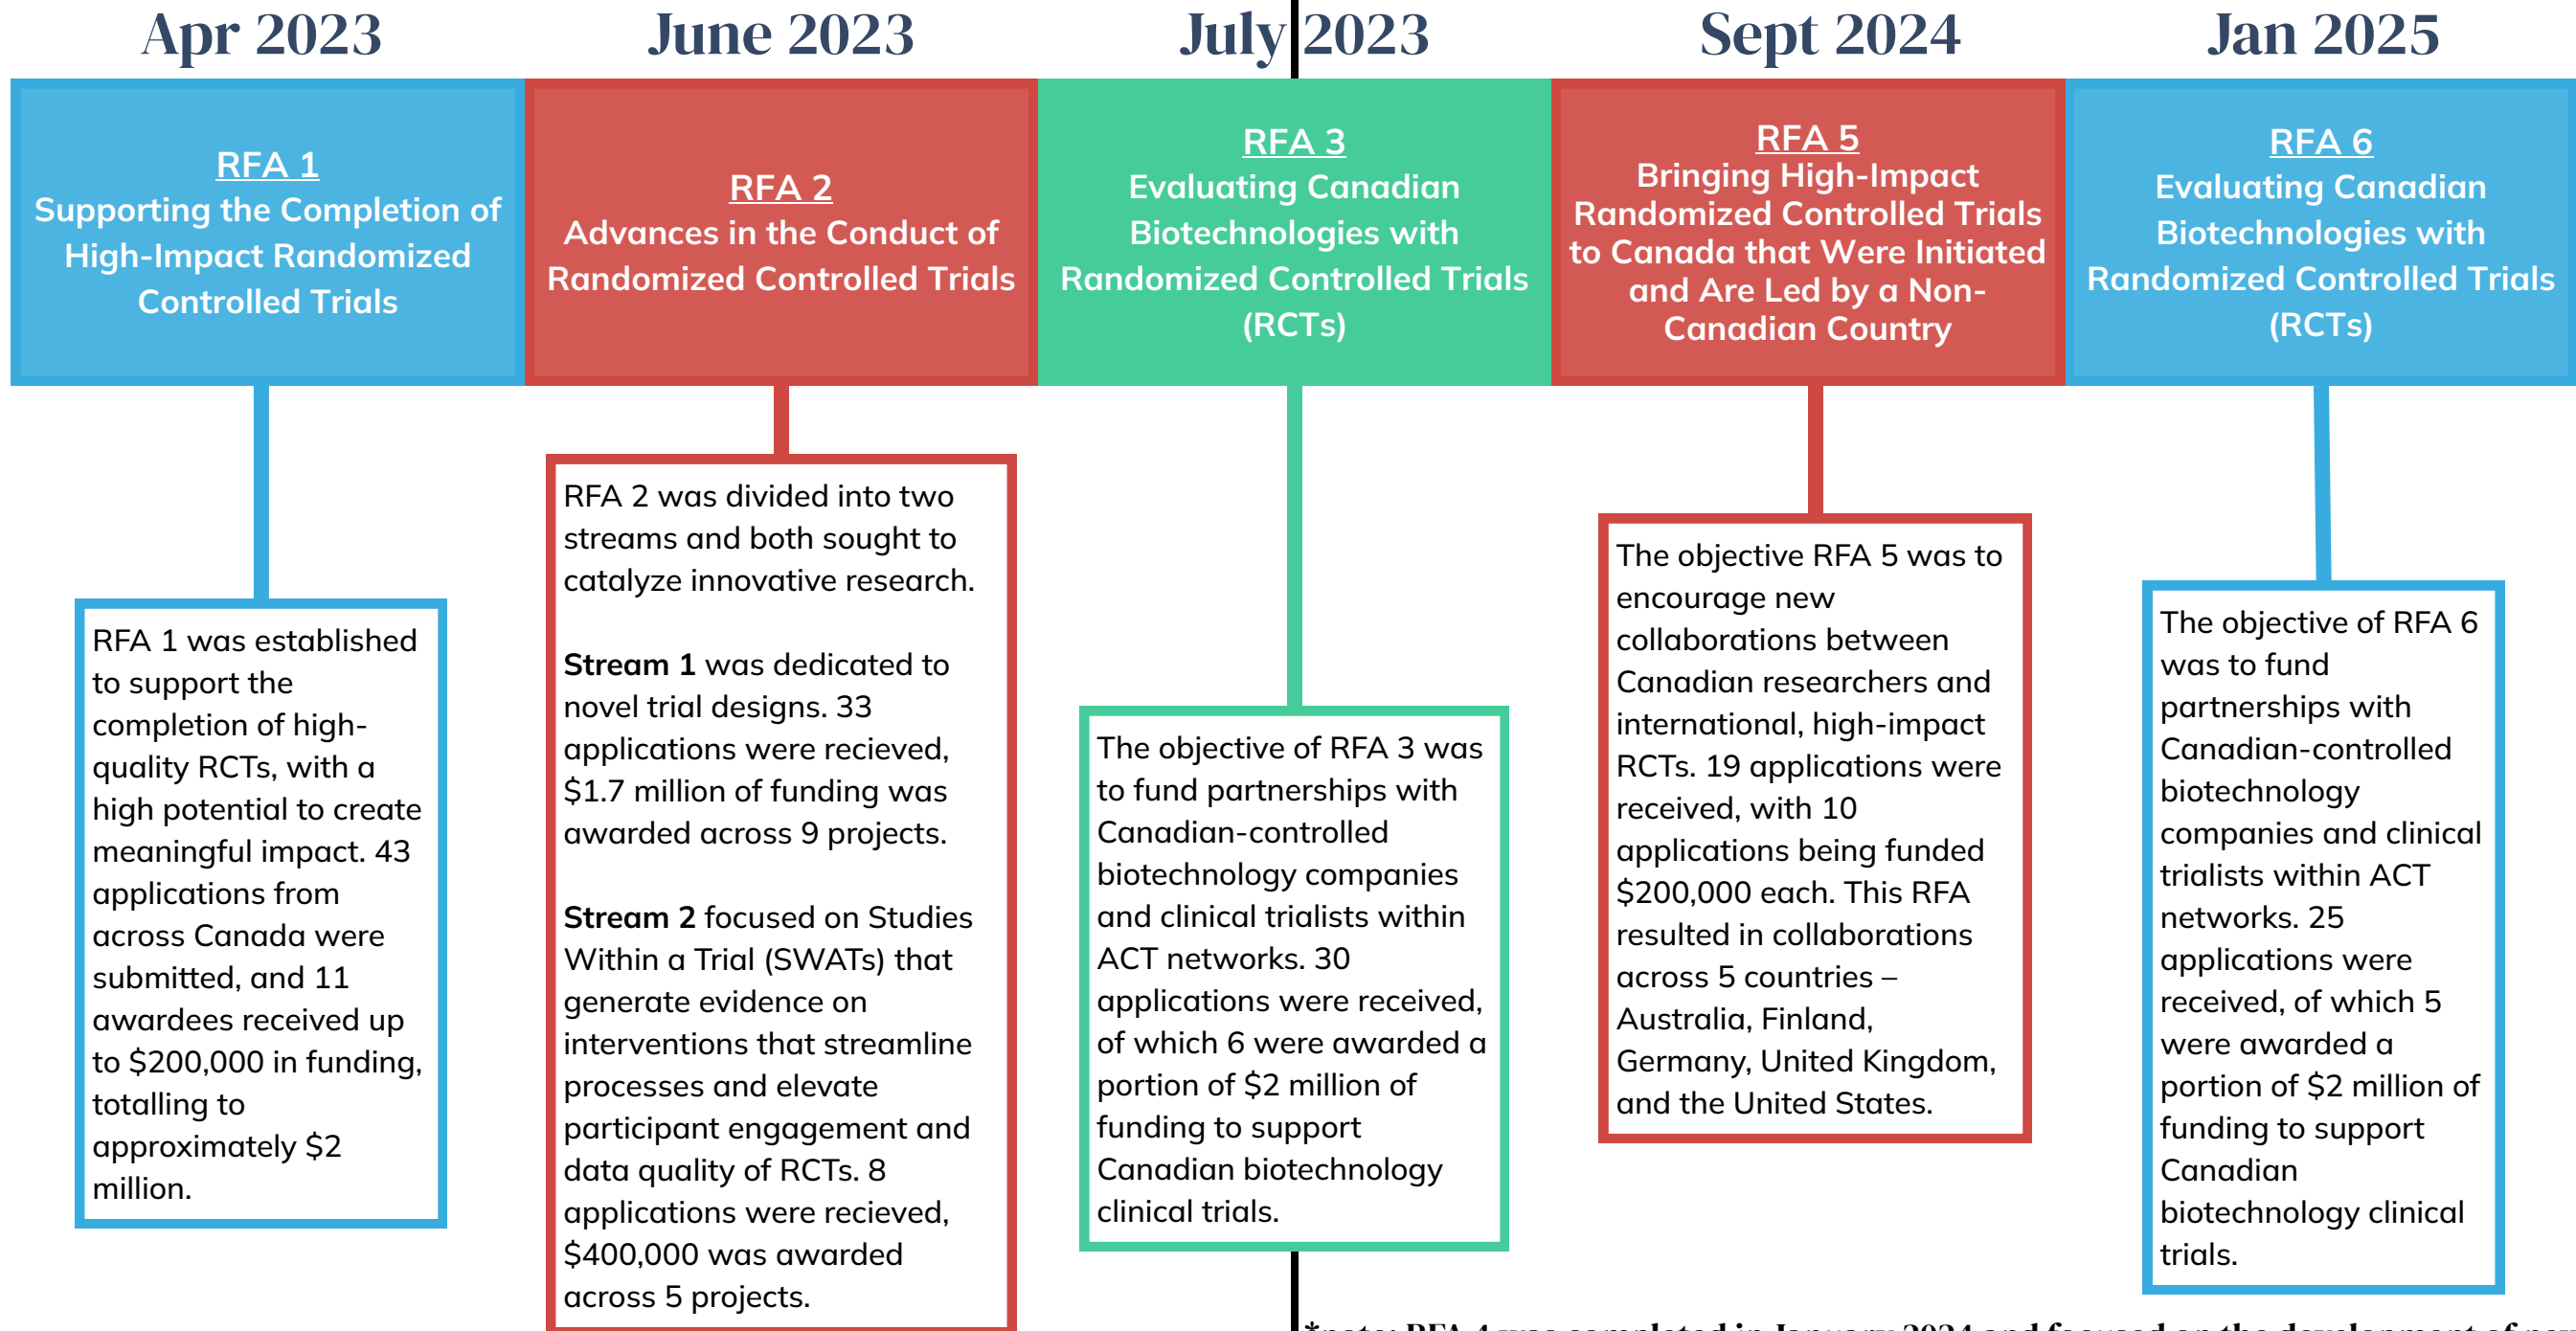 Apr 2023
June 2023
July 2023
Sept 2024
Jan 2025
RFA 1
Supporting the Completion of
High-Impact Randomized
Controlled Trials
RFA 2
Advances in the Conduct of
Randomized Controlled Trials
RFA 3
Evaluating Canadian
Biotechnologies with
Randomized Controlled Trials
(RCTs)
RFA 5
Bringing High-Impact
Randomized Controlled Trials
to Canada that Were Initiated
and Are Led by a Non-
Canadian Country
RFA 6
Evaluating Canadian
Biotechnologies with
Randomized Controlled Trials
(RCTs)
RFA 1 was established
to support the
completion of high-
quality RCTs, with a
high potential to create
meaningful impact. 43
applications from
across Canada were
submitted, and 11
awardees received up
to $200,000 in funding,
totalling to
approximately $2
million.
RFA 2 was divided into two
streams and both sought to
catalyze innovative research.
Stream 1 was dedicated to
novel trial designs. 33
applications were recieved,
$1.7 million of funding was
awarded across 9 projects.
Stream 2 focused on Studies
Within a Trial (SWATs) that
generate evidence on
interventions that streamline
processes and elevate
participant engagement and
data quality of RCTs. 8
applications were recieved,
$400,000 was awarded
across 5 projects.
The objective of RFA 3 was
to fund partnerships with
Canadian-controlled
biotechnology companies
and clinical trialists within
ACT networks. 30
applications were received,
of which 6 were awarded a
portion of $2 million of
funding to support
Canadian biotechnology
clinical trials.
The objective RFA 5 was to
encourage new
collaborations between
Canadian researchers and
international, high-impact
RCTs. 19 applications were
received, with 10
applications being funded
$200,000 each. This RFA
resulted in collaborations
across 5 countries –
Australia, Finland,
Germany, United Kingdom,
and the United States.
The objective of RFA 6
was to fund
partnerships with
Canadian-controlled
biotechnology
companies and clinical
trialists within ACT
networks. 25
applications were
received, of which 5
were awarded a
portion of $2 million of
funding to support
Canadian
biotechnology clinical
trials.
*note: RFA 4 was completed in January 2024 and focused on the development of